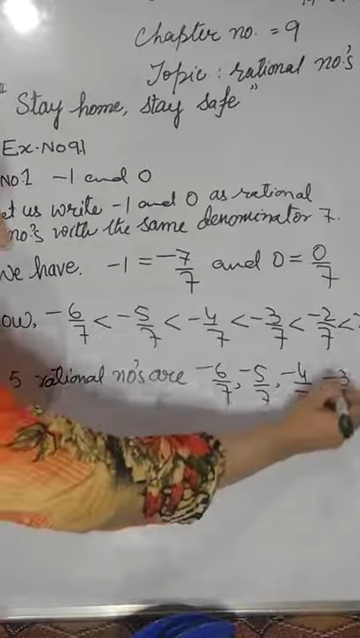 Chapter no. = 9
Topic : rational no's
"Stay home, stay safe"
Ex. No 9.1
No.1 -1 and 0
et us write -1 and 0 as rational
no's with the same denominator 7.
We have. -1 = -7/7 and 0 = 0/7
ow, -6/7 < -5/7 < -4/7 < -3/7 < -2/7 <
5 rational no's are -6/7, -5/7, -4 -3